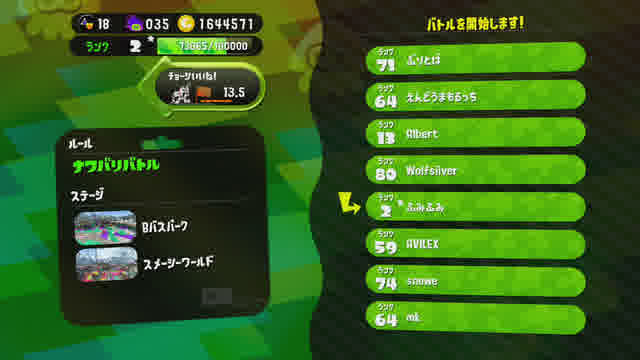 18 035 1644571
ランク 2★ 73865/100000
チョーシいいね!
13.5
ルール
ナワバリバトル
ステージ
Bバスパーク
スメーシーワールド
バトルを開始します!
ランク 71 ぷりとば
ランク 64 えんどうまもるっち
ランク 13 Albert
ランク 80 Wolfsilver
ランク 2★ ぷみふみ
ランク 59 AVILEX
ランク 74 snowe
ランク 64 mk